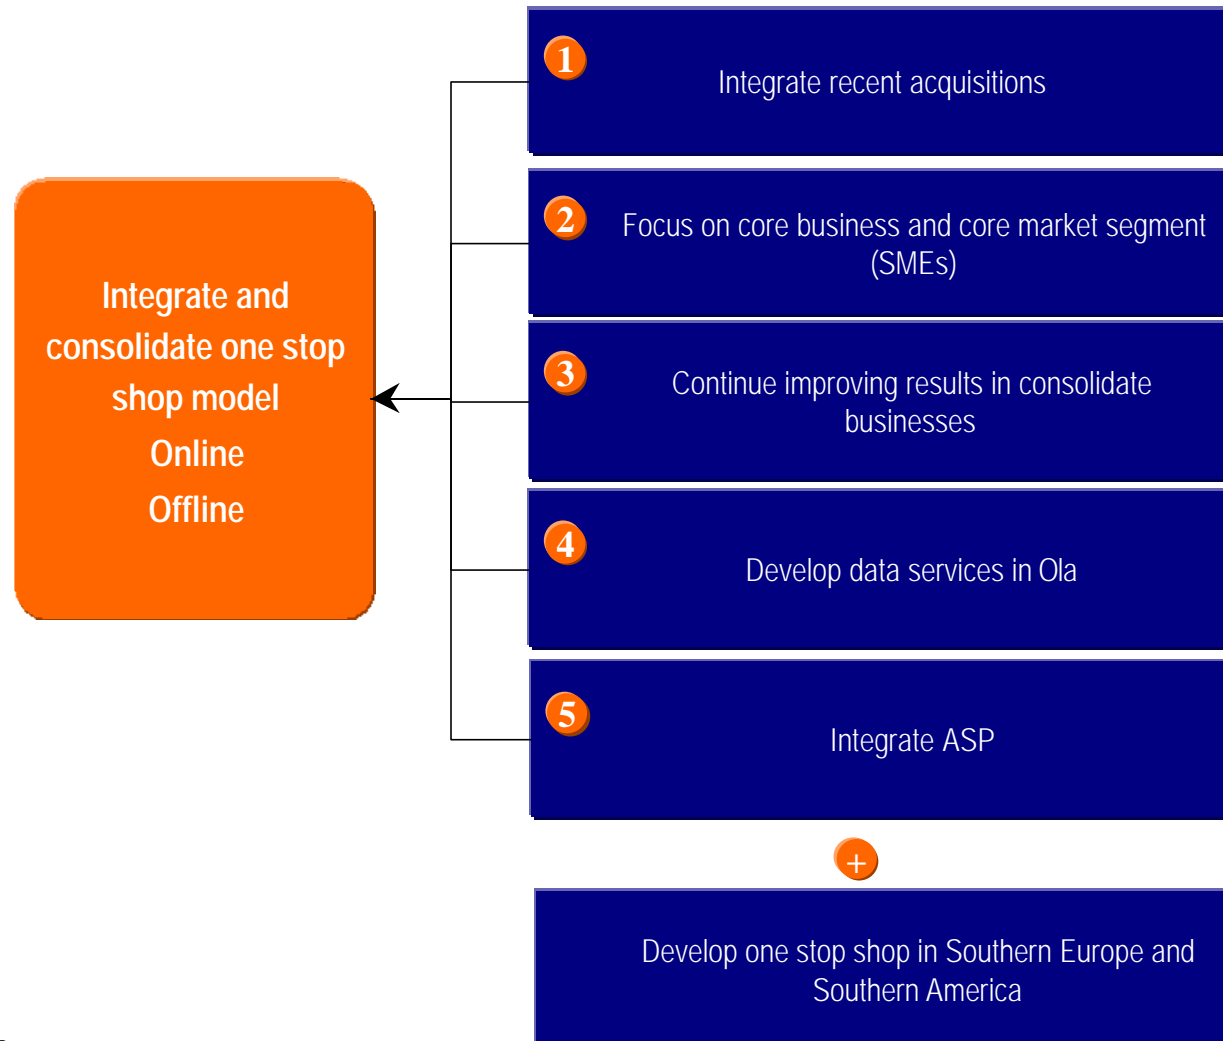 Integrate and
consolidate one stop
shop model
Online
Offline
1
Integrate recent acquisitions
2
Focus on core business and core market segment
(SMEs)
3
Continue improving results in consolidate
businesses
4
Develop data services in Ola
5
Integrate ASP
+
Develop one stop shop in Southern Europe and
Southern America